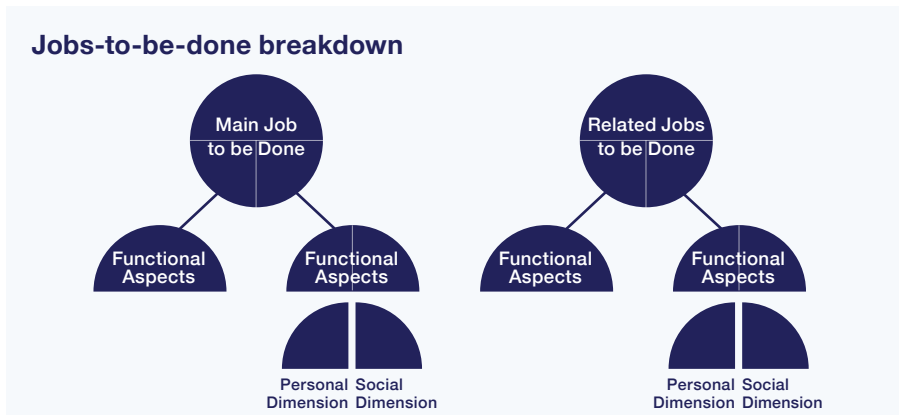 Jobs-to-be-done breakdown
Main Job
to be Done
Related Jobs
to be Done
Functional
Aspects
Functional
Aspects
Functional
Aspects
Functional
Aspects
Personal
Dimension
Social
Dimension
Personal
Dimension
Social
Dimension